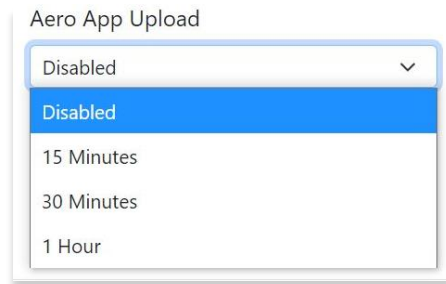 Aero App Upload
Disabled
Disabled
15 Minutes
30 Minutes
1 Hour